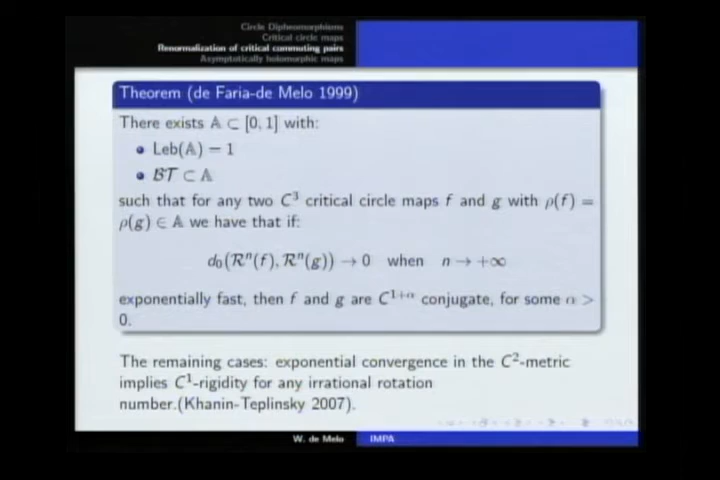 Circle Dipheomorphisms
Critical circle maps
Renormalization of critical commuting pairs
Asymptotically holomorphic maps
Theorem (de Faria-de Melo 1999)
There exists 𝔸 ⊂ [0, 1] with:
• Leb(𝔸) = 1
• ℬ𝒯 ⊂ 𝔸
such that for any two C³ critical circle maps f and g with ρ(f) =
ρ(g) ∈ 𝔸 we have that if:
d₀(ℛⁿ(f), ℛⁿ(g)) → 0 when n → +∞
exponentially fast, then f and g are C¹⁺ᵅ conjugate, for some α >
0.
The remaining cases: exponential convergence in the C²-metric
implies C¹-rigidity for any irrational rotation
number.(Khanin-Teplinsky 2007).
W. de Melo IMPA